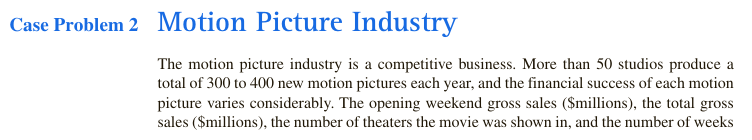 Case Problem 2 Motion Picture Industry
The motion picture industry is a competitive business. More than 50 studios produce a
total of 300 to 400 new motion pictures each year, and the financial success of each motion
picture varies considerably. The opening weekend gross sales ($millions), the total gross
sales ($millions), the number of theaters the movie was shown in, and the number of weeks